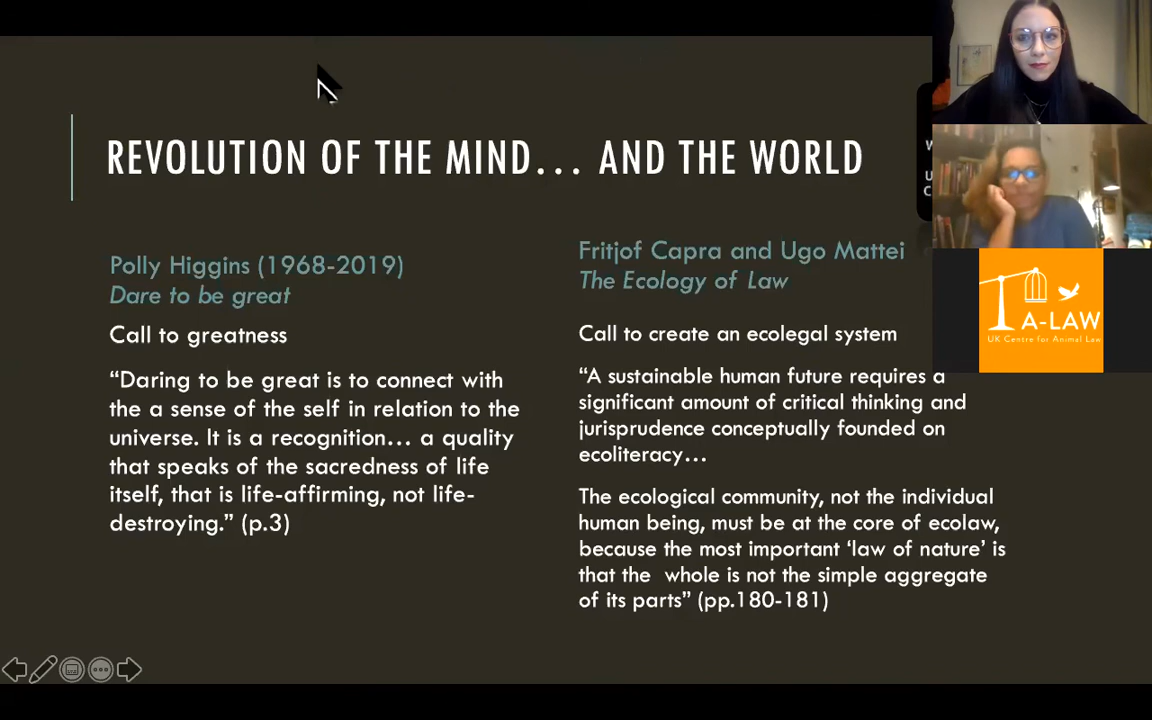 REVOLUTION OF THE MIND... AND THE WORLD
Polly Higgins (1968-2019)
Dare to be great
Call to greatness
“Daring to be great is to connect with
the a sense of the self in relation to the
universe. It is a recognition… a quality
that speaks of the sacredness of life
itself, that is life-affirming, not life-
destroying.” (p.3)
Fritjof Capra and Ugo Mattei
The Ecology of Law
Call to create an ecolegal system
“A sustainable human future requires a
significant amount of critical thinking and
jurisprudence conceptually founded on
ecoliteracy…
The ecological community, not the individual
human being, must be at the core of ecolaw,
because the most important ‘law of nature’ is
that the  whole is not the simple aggregate
of its parts” (pp.180-181)
A-LAW
UK Centre for Animal Law